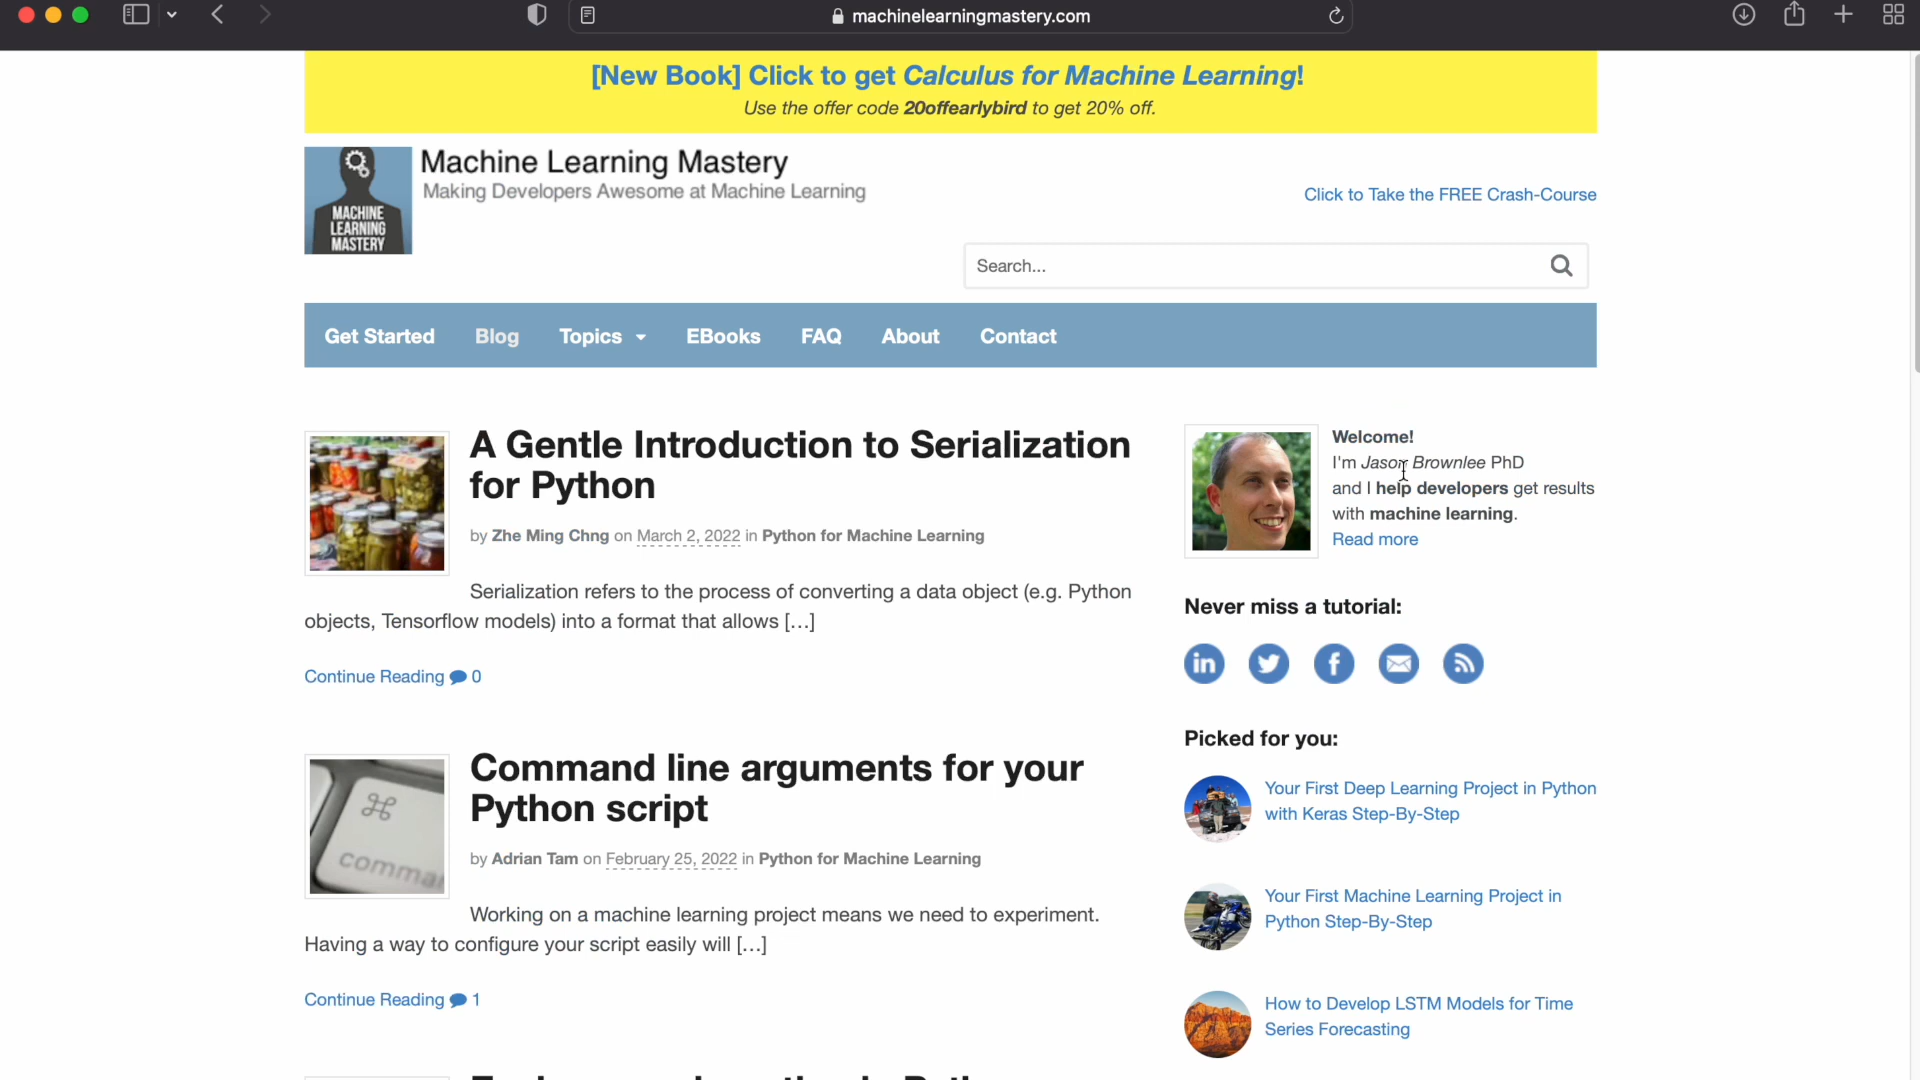 machinelearningmastery.com
[New Book] Click to get Calculus for Machine Learning!
Use the offer code 20offearlybird to get 20% off.
MACHINE
LEARNING
MASTERY
Machine Learning Mastery
Making Developers Awesome at Machine Learning
Click to Take the FREE Crash-Course
Search...
Get Started Blog Topics EBooks FAQ About Contact
A Gentle Introduction to Serialization
for Python
by Zhe Ming Chng on March 2, 2022 in Python for Machine Learning
Serialization refers to the process of converting a data object (e.g. Python
objects, Tensorflow models) into a format that allows […]
Continue Reading 0
Command line arguments for your
Python script
by Adrian Tam on February 25, 2022 in Python for Machine Learning
Working on a machine learning project means we need to experiment.
Having a way to configure your script easily will […]
Continue Reading 1
Welcome!
I'm Jason Brownlee PhD
and I help developers get results
with machine learning.
Read more
Never miss a tutorial:
Picked for you:
Your First Deep Learning Project in Python
with Keras Step-By-Step
Your First Machine Learning Project in
Python Step-By-Step
How to Develop LSTM Models for Time
Series Forecasting